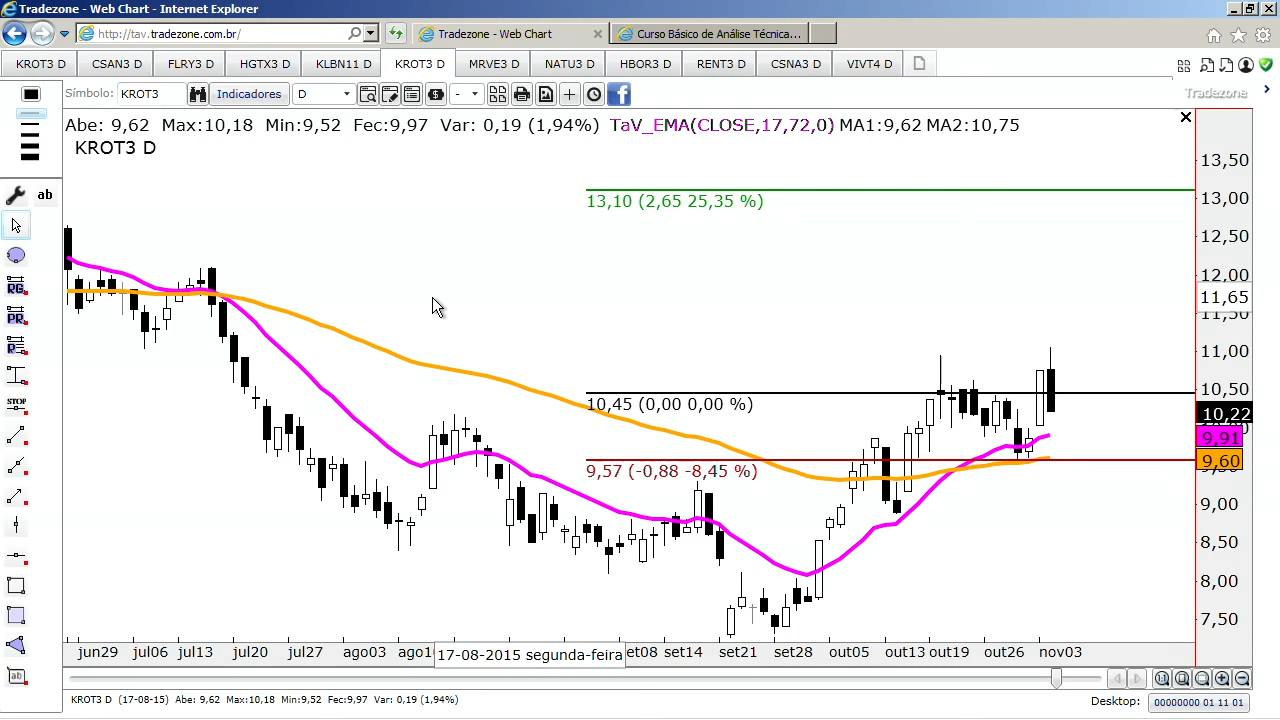 Tradezone - Web Chart - Internet Explorer
http://tav.tradezone.com.br/
Tradezone - Web Chart
Curso Básico de Análise Técnica...
KROT3 D
CSAN3 D
FLRY3 D
HGTX3 D
KLBN11 D
KROT3 D
MRVE3 D
NATU3 D
HBOR3 D
RENT3 D
CSNA3 D
VIVT4 D
Símbolo: KROT3
Indicadores
D
-
Tradezone
Abe: 9,62 Max:10,18 Min:9,52 Fec:9,97 Var: 0,19 (1,94%) TaV_EMA(CLOSE,17,72,0) MA1:9,62 MA2:10,75
KROT3 D
ab
RG
PR
P
STOP
ab
13,10 (2,65 25,35 %)
10,45 (0,00 0,00 %)
9,57 (-0,88 -8,45 %)
13,50
13,00
12,50
12,00
11,65
11,50
11,00
10,50
10,22
9,91
9,60
9,00
8,50
8,00
7,50
jun29 jul06 jul13 jul20 jul27 ago03 17-08-2015 segunda-feira set14 set21 set28 out05 out13 out19 out26 nov03
KROT3 D (17-08-15) Abe: 9,62 Max:10,18 Min:9,52 Fec:9,97 Var: 0,19 (1,94%)
Desktop:
00000000 01 11 01